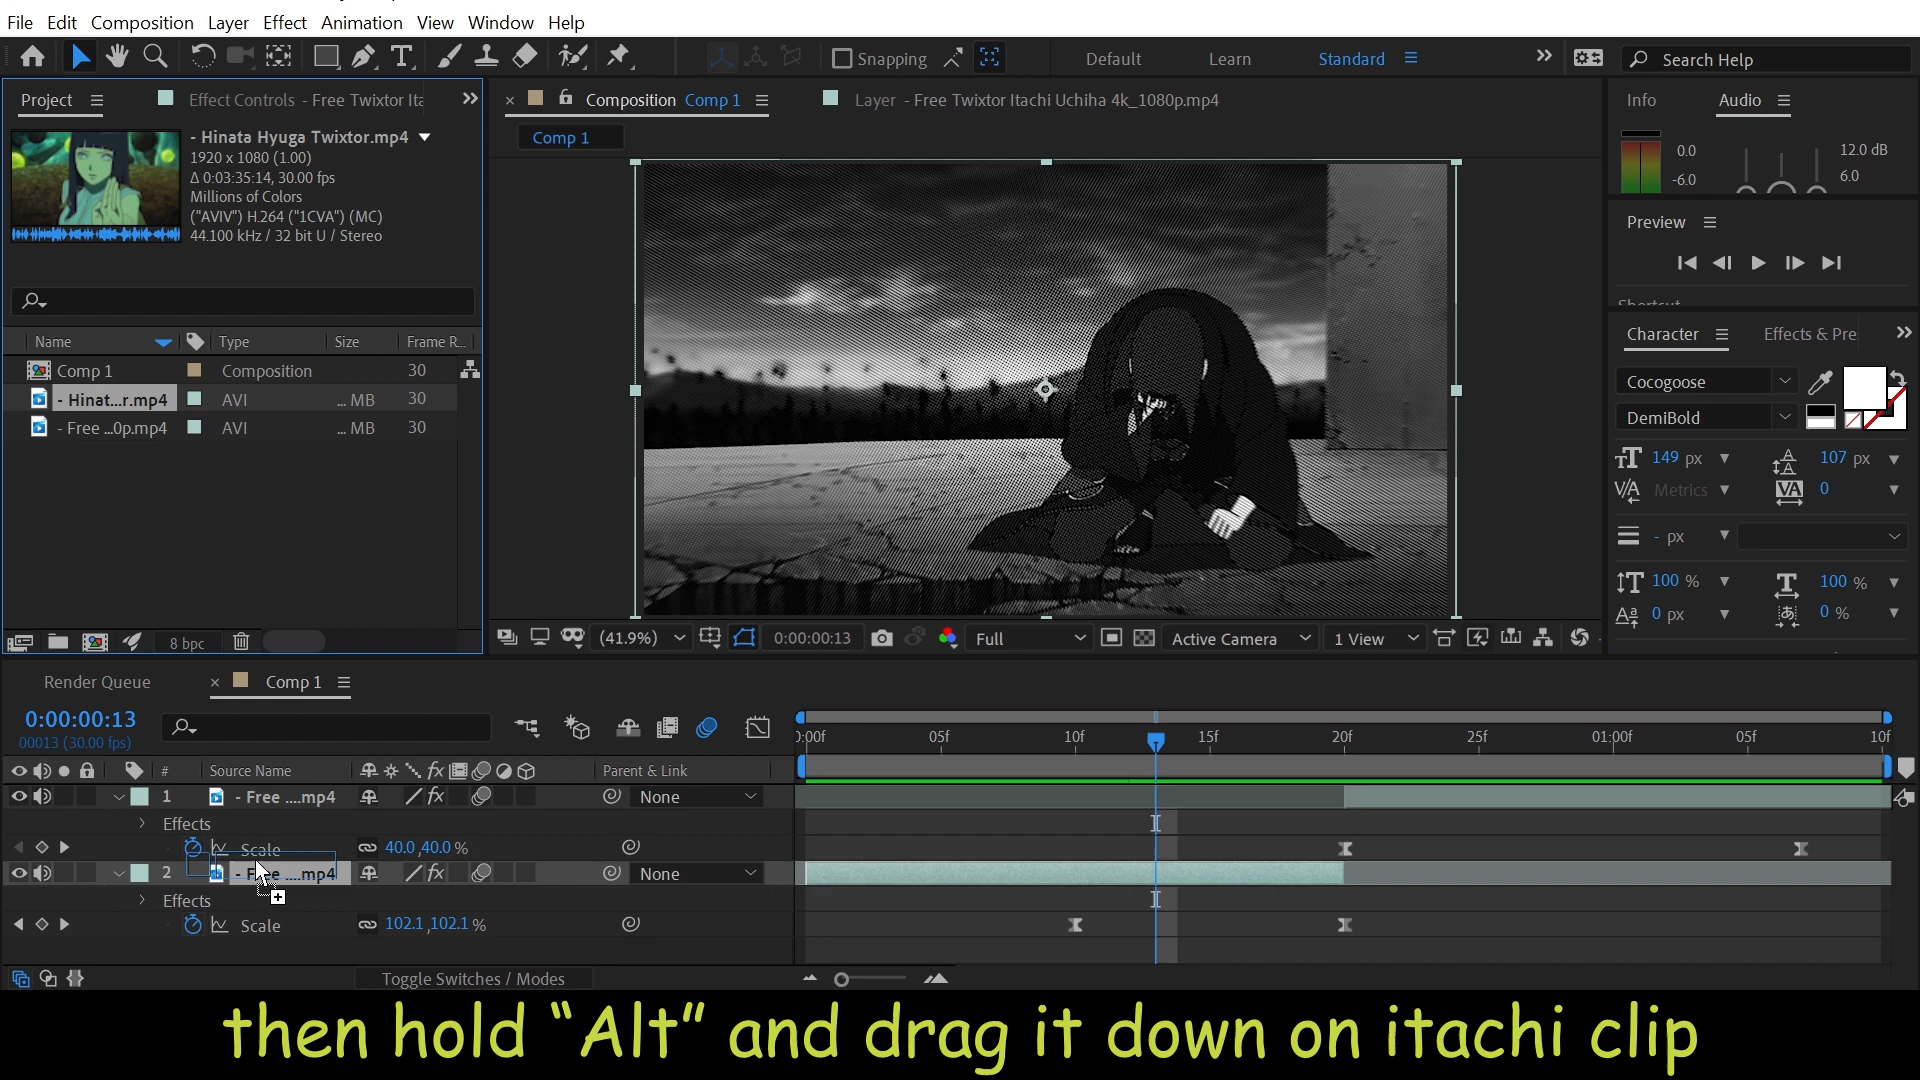 File Edit Composition Layer Effect Animation View Window Help
Snapping Default Learn Standard Search Help
Project Effect Controls - Free Twixtor Ita
- Hinata Hyuga Twixtor.mp4
1920 x 1080 (1.00)
Δ 0:03:35:14, 30.00 fps
Millions of Colors
("AVIV") H.264 ("1CVA") (MC)
44.100 kHz / 32 bit U / Stereo
Name Type Size Frame R...
Comp 1 Composition 30
- Hinat...r.mp4 AVI ... MB 30
- Free ...0p.mp4 AVI ... MB 30
8 bpc
Composition Comp 1 Layer - Free Twixtor Itachi Uchiha 4k_1080p.mp4
Comp 1
(41.9%) 0:00:00:13 Full Active Camera 1 View
Info Audio
0.0 12.0 dB
-6.0 6.0
Preview
Shortcut
Character Effects & Pre
Cocogoose
DemiBold
149 px 107 px
Metrics 0
- px
100 % 100 %
0 px 0 %
Render Queue Comp 1
0:00:00:13
00013 (30.00 fps)
0:00f 05f 10f 15f 20f 25f 01:00f 05f 10f
# Source Name Parent & Link
1 - Free ....mp4 None
Effects
Scale 40.0,40.0 %
2 - Free ....mp4 None
Effects
Scale 102.1,102.1 %
Toggle Switches / Modes
then hold “Alt” and drag it down on itachi clip